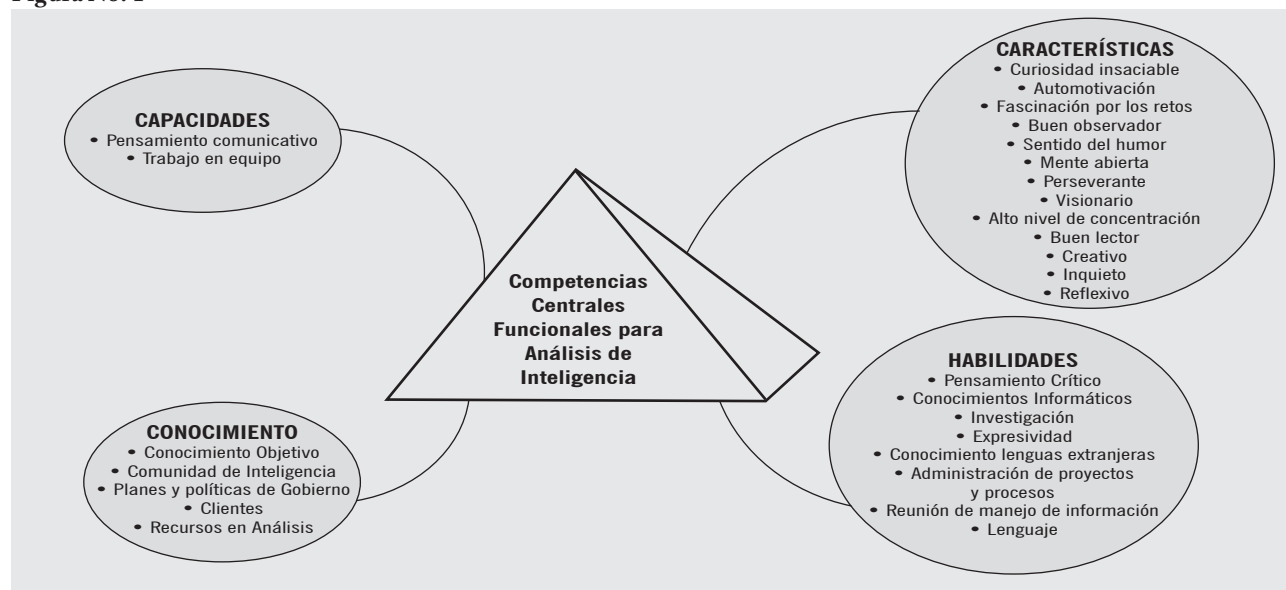 CAPACIDADES
• Pensamiento comunicativo
• Trabajo en equipo
CARACTERÍSTICAS
• Curiosidad insaciable
• Automotivación
• Fascinación por los retos
• Buen observador
• Sentido del humor
• Mente abierta
• Perseverante
• Visionario
• Alto nivel de concentración
• Buen lector
• Creativo
• Inquieto
• Reflexivo
Competencias
Centrales
Funcionales para
Análisis de
Inteligencia
CONOCIMIENTO
• Conocimiento Objetivo
• Comunidad de Inteligencia
• Planes y políticas de Gobierno
• Clientes
• Recursos en Análisis
HABILIDADES
• Pensamiento Crítico
• Conocimientos Informáticos
• Investigación
• Expresividad
• Conocimiento lenguas extranjeras
• Administración de proyectos
y procesos
• Reunión de manejo de información
• Lenguaje